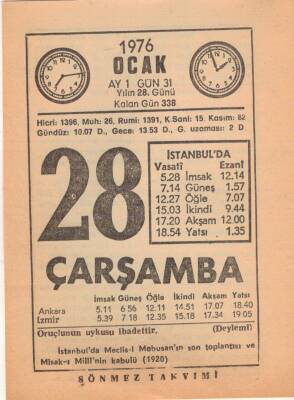 1976
OCAK
AY 1 GÜN 31
Yılın 28. Günü
Kalan Gün 338
Hicri: 1396, Muh: 26, Rumi: 1391, K.Sani: 15, Kasım: 82
Gündüz: 10.07 D., Gece: 13.53 D., G. uzaması: 2 D.
28
İSTANBUL'DA
Vasatî Ezanî
5.28 İmsak 12.14
7.14 Güneş 1.57
12.27 Öğle 7.07
15.03 İkindi 9.44
17.20 Akşam 12.00
18.54 Yatsı 1.35
ÇARŞAMBA
İmsak Güneş Öğle İkindi Akşam Yatsı
Ankara 5.11 6 56 12.11 14.51 17.07 18.40
İzmir 5.39 7.18 12.35 15.18 17.34 19.05
Oruçlunun uykusu ibadettir. (Deylemî)
İstanbul'da Meclis-i Mebusan'ın son toplantısı ve
Misak-ı Millî'nin kabulü (1920)
SÖNMEZ TAKVİMİ